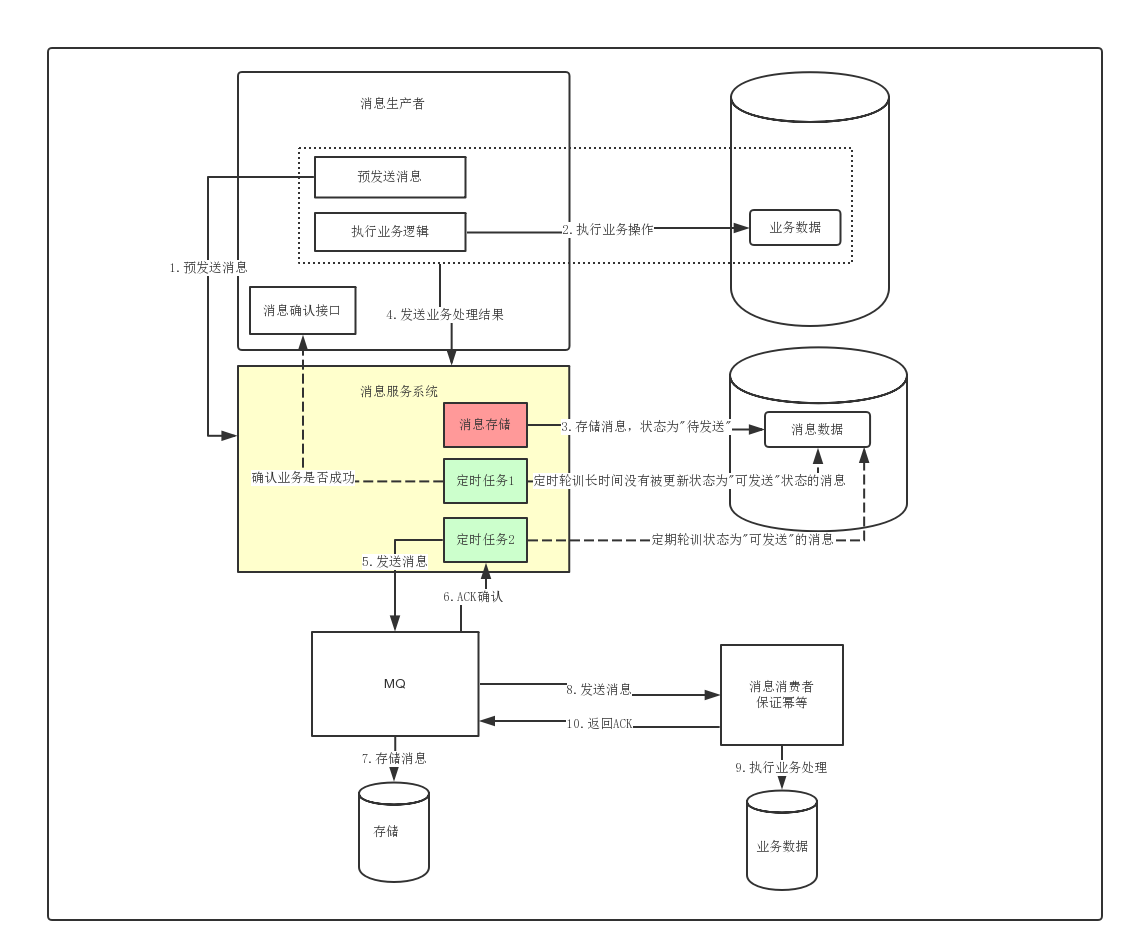 消息生产者
预发送消息
执行业务逻辑
2.执行业务操作
业务数据
1.预发送消息
消息确认接口
4.发送业务处理结果
消息服务系统
消息存储
3.存储消息，状态为"待发送"
消息数据
确认业务是否成功
定时任务1
定时轮训长时间没有被更新状态为"可发送"状态的消息
定时任务2
定期轮训状态为"可发送"的消息
5.发送消息
6.ACK确认
MQ
8.发送消息
消息消费者
保证幂等
10.返回ACK
7.存储消息
9.执行业务处理
存储
业务数据